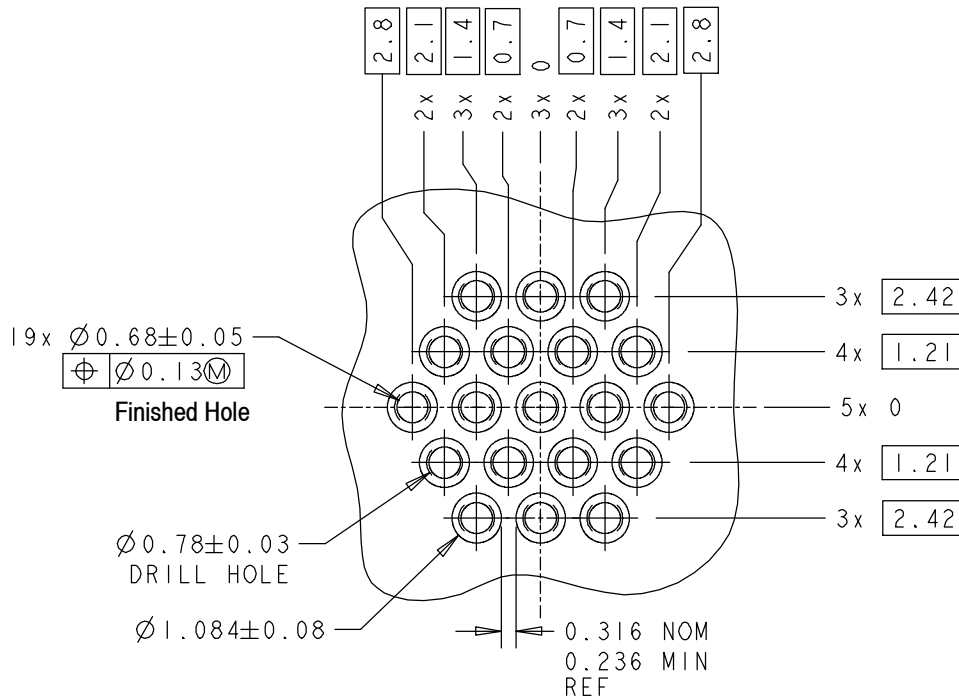 2.8 2.1 1.4 0.7 0 0.7 1.4 2.1 2.8
2x 3x 2x 3x 2x 3x 2x
3x 2.42
19x Ø0.68±0.05
4x 1.21
⌖ Ø0.13Ⓜ
Finished Hole
5x 0
4x 1.21
3x 2.42
Ø0.78±0.03
DRILL HOLE
Ø1.084±0.08
0.316 NOM
0.236 MIN
REF